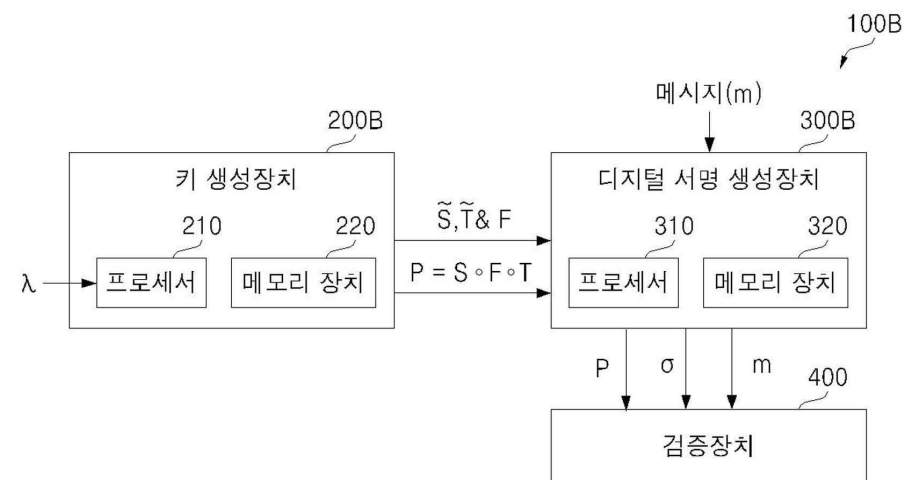 100B
메시지(m)
200B
300B
키 생성장치
디지털 서명 생성장치
S̃,T̃& F
210
220
310
320
λ
프로세서
메모리 장치
P = S∘F∘T
프로세서
메모리 장치
P
σ
m
400
검증장치